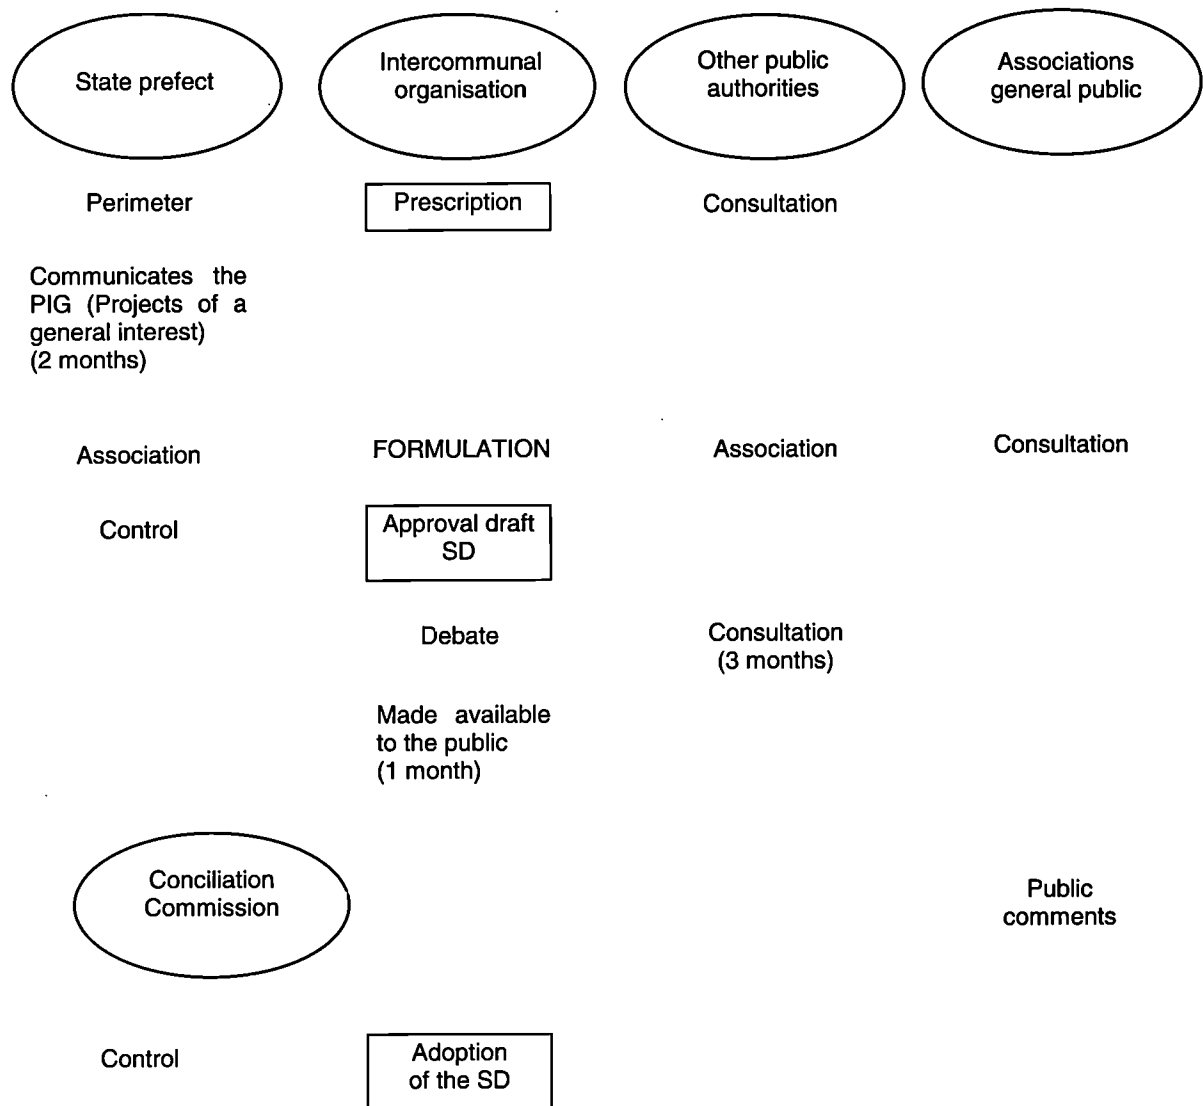 State prefect
Intercommunal
organisation
Other public
authorities
Associations
general public
Perimeter
Prescription
Consultation
Communicates the
PIG (Projects of a
general interest)
(2 months)
Association
FORMULATION
Association
Consultation
Control
Approval draft
SD
Debate
Consultation
(3 months)
Made available
to the public
(1 month)
Conciliation
Commission
Public
comments
Control
Adoption
of the SD